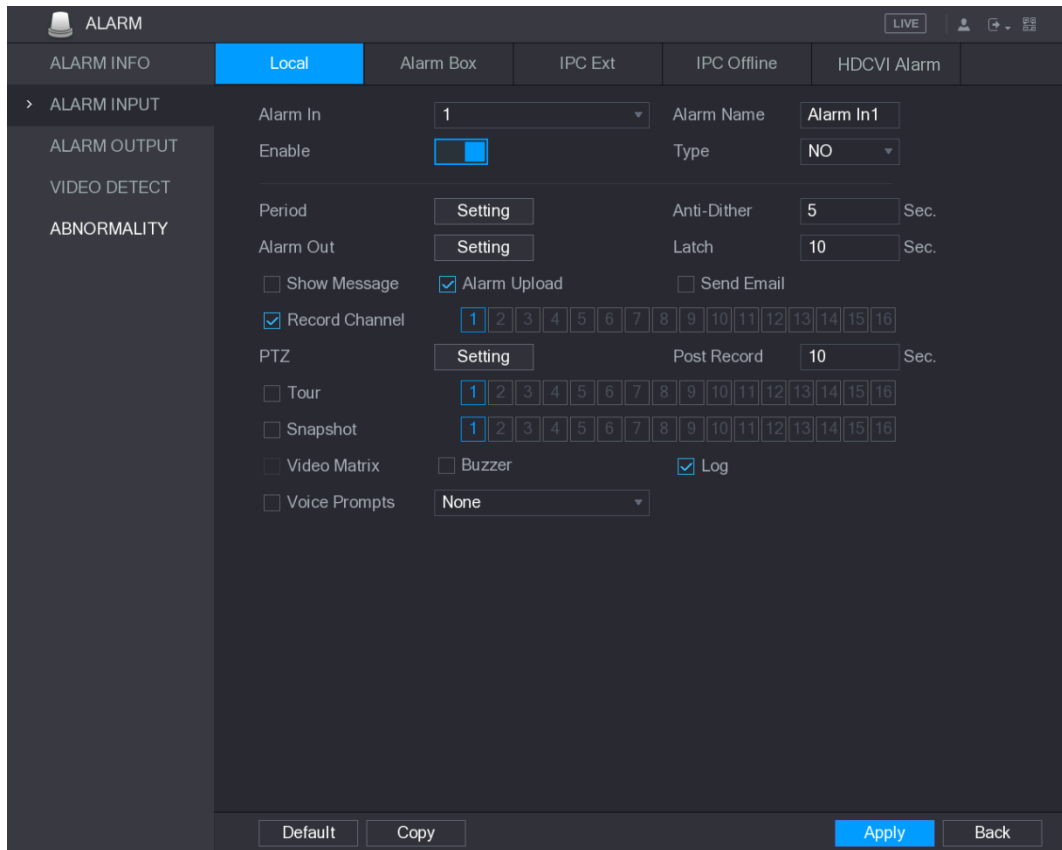 ALARM LIVE
ALARM INFO
ALARM INPUT
ALARM OUTPUT
VIDEO DETECT
ABNORMALITY
Local Alarm Box IPC Ext IPC Offline HDCVI Alarm
Alarm In 1 Alarm Name Alarm In1
Enable Type NO
Period Setting Anti-Dither 5 Sec.
Alarm Out Setting Latch 10 Sec.
Show Message Alarm Upload Send Email
Record Channel 1 2 3 4 5 6 7 8 9 10 11 12 13 14 15 16
PTZ Setting Post Record 10 Sec.
Tour 1 2 3 4 5 6 7 8 9 10 11 12 13 14 15 16
Snapshot 1 2 3 4 5 6 7 8 9 10 11 12 13 14 15 16
Video Matrix Buzzer Log
Voice Prompts None
Default Copy Apply Back